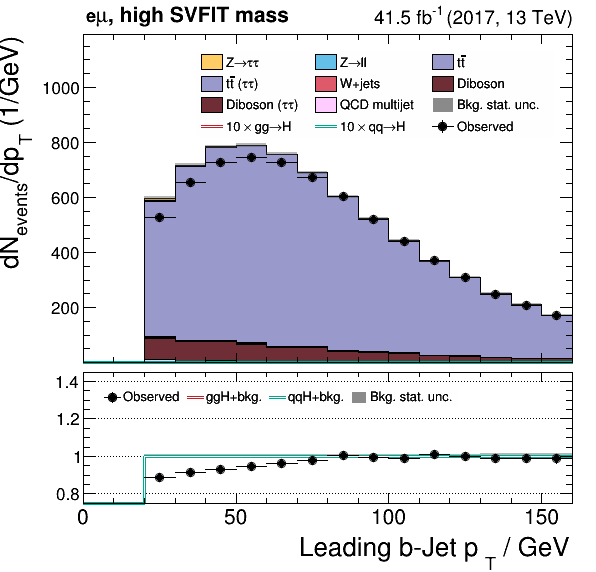 eμ, high SVFIT mass 41.5 fb⁻¹ (2017, 13 TeV)
dN_events/dp_T (1/GeV)
Z→ττ Z→ll tt̄
tt̄ (ττ) W+jets Diboson
Diboson (ττ) QCD multijet Bkg. stat. unc.
10×gg→H 10×qq→H Observed
1000
800
600
400
200
Observed ggH+bkg. qqH+bkg. Bkg. stat. unc.
1.4
1.2
1
0.8
0 50 100 150
Leading b-Jet p_T / GeV